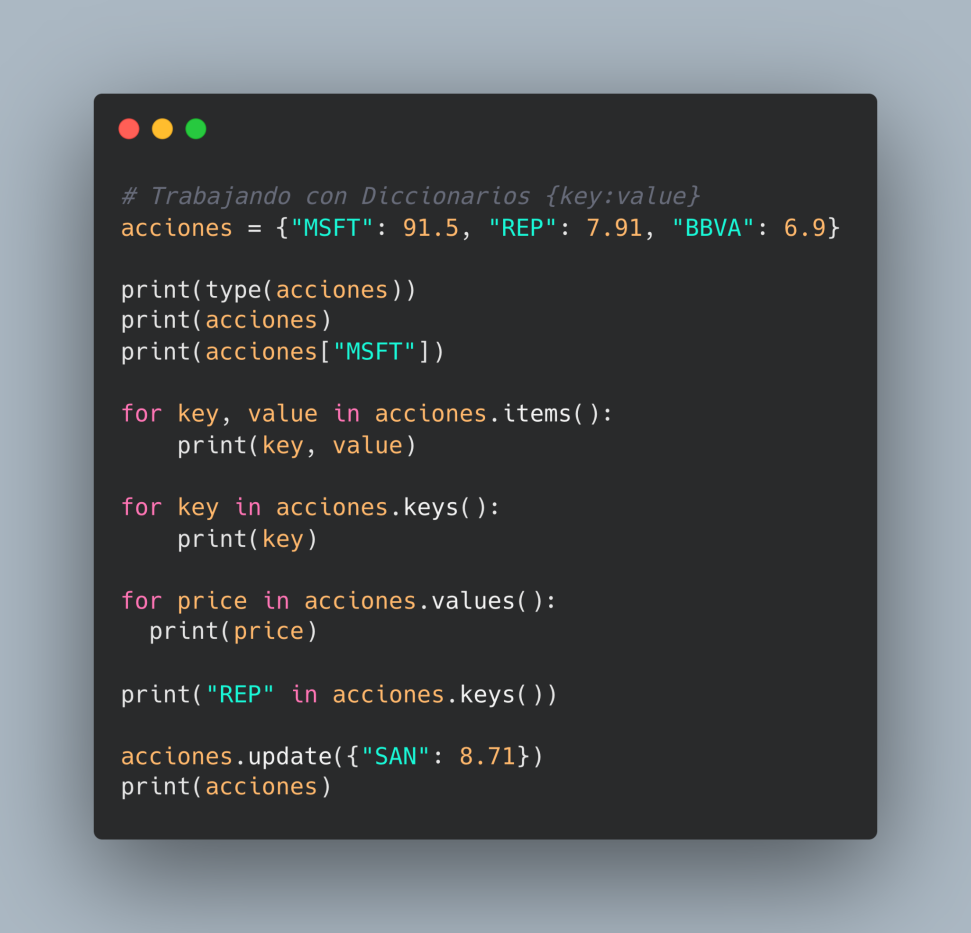 # Trabajando con Diccionarios {key:value}
acciones = {"MSFT": 91.5, "REP": 7.91, "BBVA": 6.9}

print(type(acciones))
print(acciones)
print(acciones["MSFT"])

for key, value in acciones.items():
    print(key, value)

for key in acciones.keys():
    print(key)

for price in acciones.values():
  print(price)

print("REP" in acciones.keys())

acciones.update({"SAN": 8.71})
print(acciones)